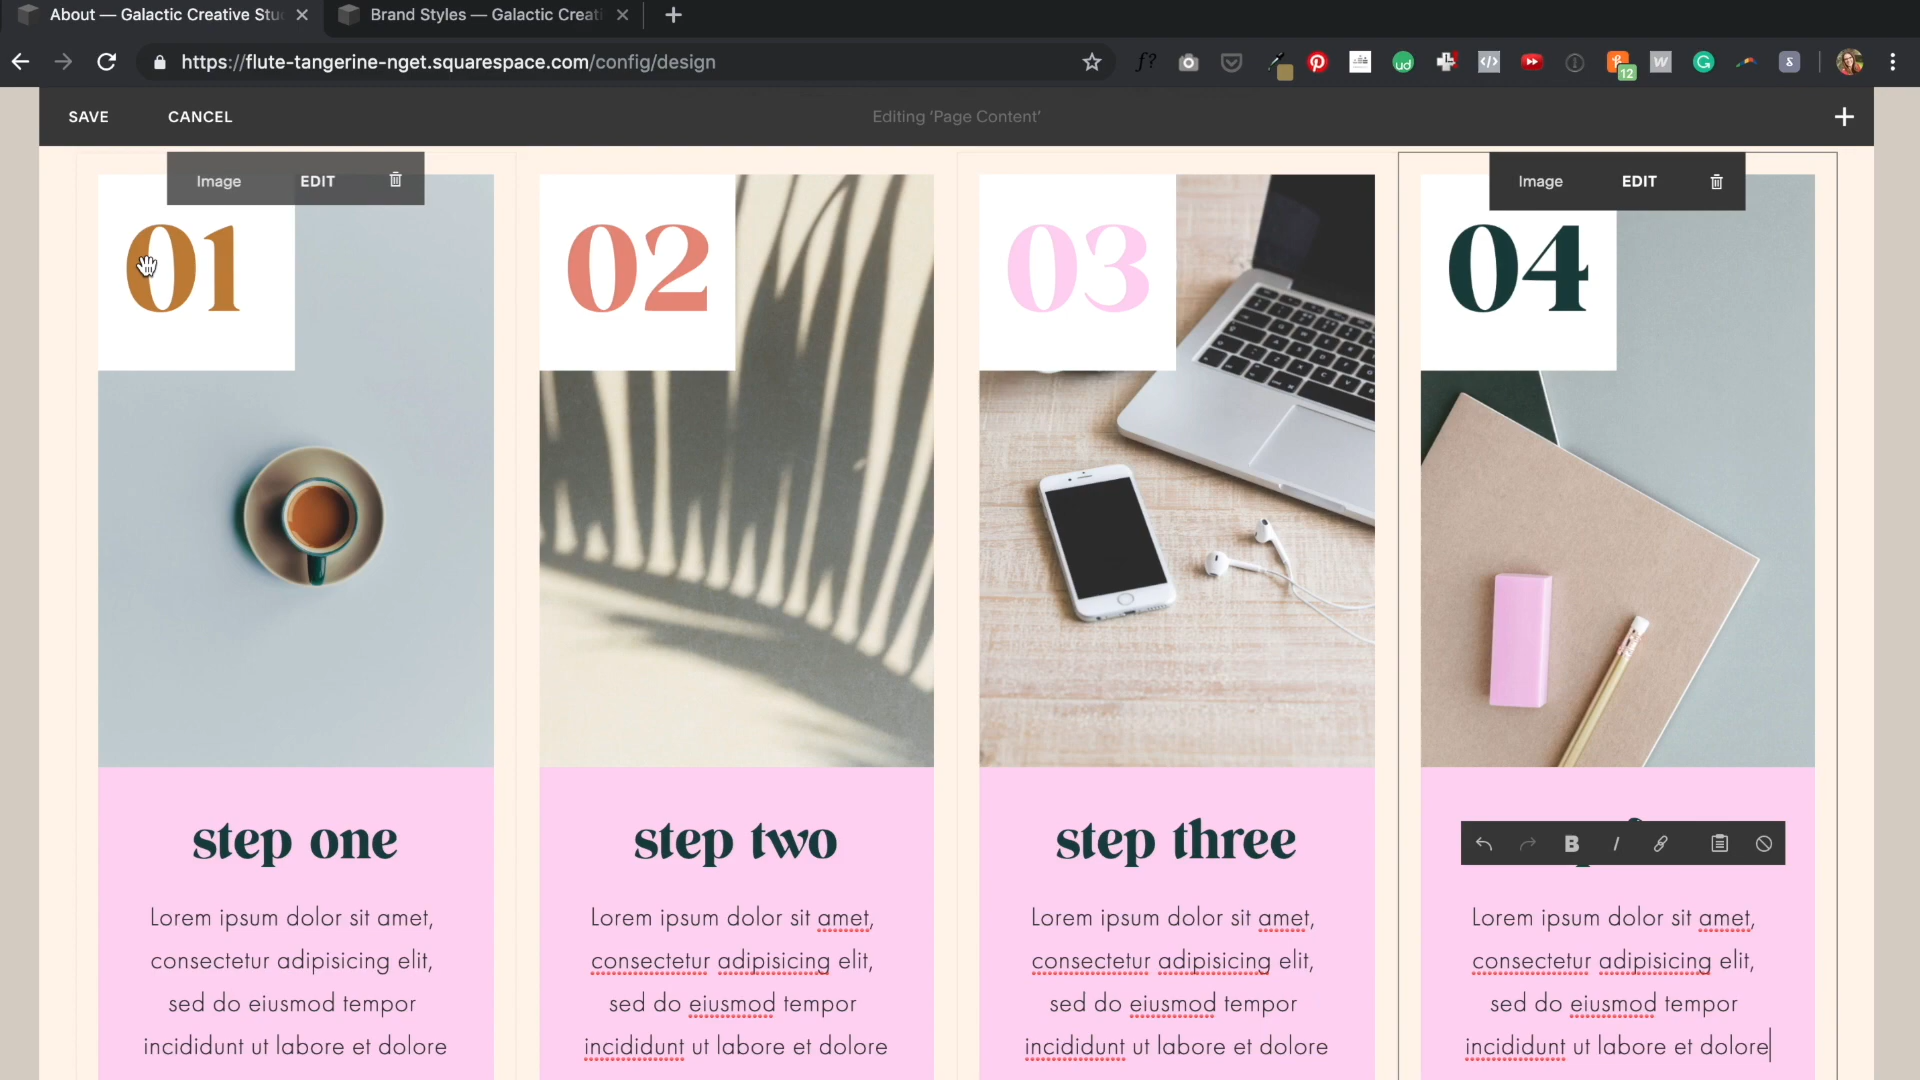 About — Galactic Creative Stu
Brand Styles — Galactic Creati
https://flute-tangerine-nget.squarespace.com/config/design
f?
ud
12
W
G
S
SAVE
CANCEL
Editing 'Page Content'
Image
EDIT
Image
EDIT
01
02
03
04
step one
step two
step three
B
I
Lorem ipsum dolor sit amet,
consectetur adipisicing elit,
sed do eiusmod tempor
incididunt ut labore et dolore
Lorem ipsum dolor sit amet,
consectetur adipisicing elit,
sed do eiusmod tempor
incididunt ut labore et dolore
Lorem ipsum dolor sit amet,
consectetur adipisicing elit,
sed do eiusmod tempor
incididunt ut labore et dolore
Lorem ipsum dolor sit amet,
consectetur adipisicing elit,
sed do eiusmod tempor
incididunt ut labore et dolore